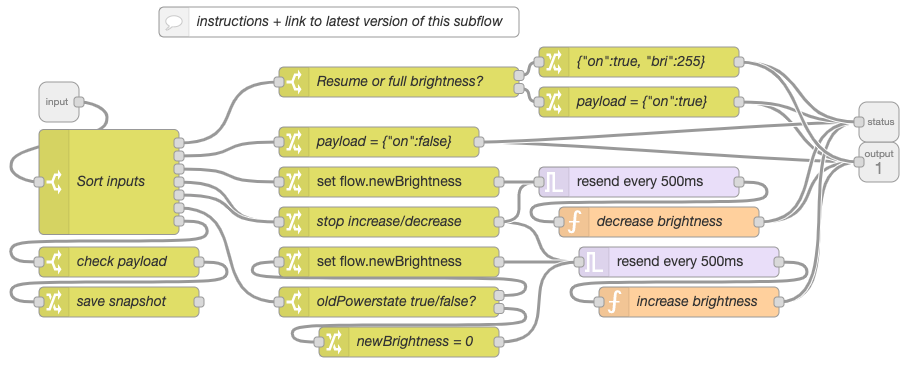 instructions + link to latest version of this subflow
input
Sort inputs
check payload
save snapshot
Resume or full brightness?
payload = {"on":false}
set flow.newBrightness
stop increase/decrease
set flow.newBrightness
oldPowerstate true/false?
newBrightness = 0
{"on":true, "bri":255}
payload = {"on":true}
resend every 500ms
decrease brightness
resend every 500ms
increase brightness
status
output
1